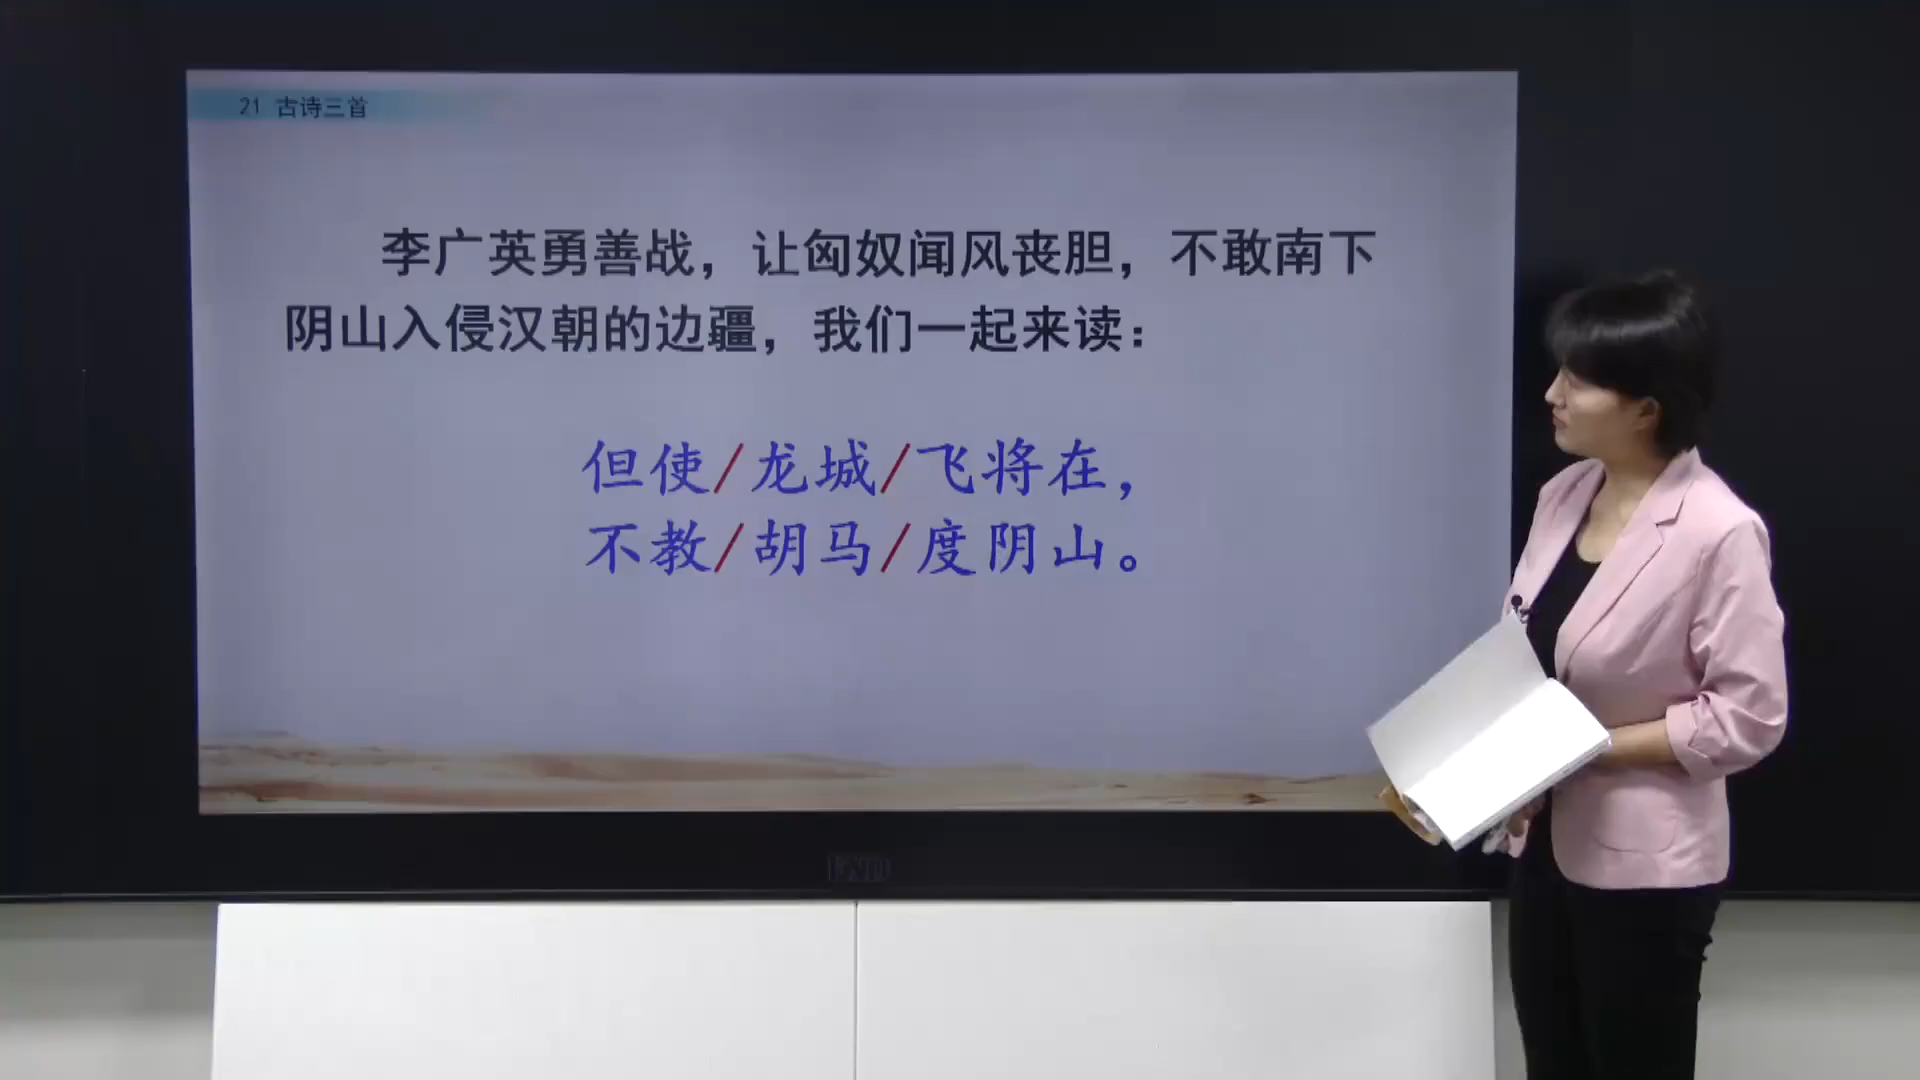 21 古诗三首
李广英勇善战，让匈奴闻风丧胆，不敢南下
阴山入侵汉朝的边疆，我们一起来读：
但使/龙城/飞将在，
不教/胡马/度阴山。